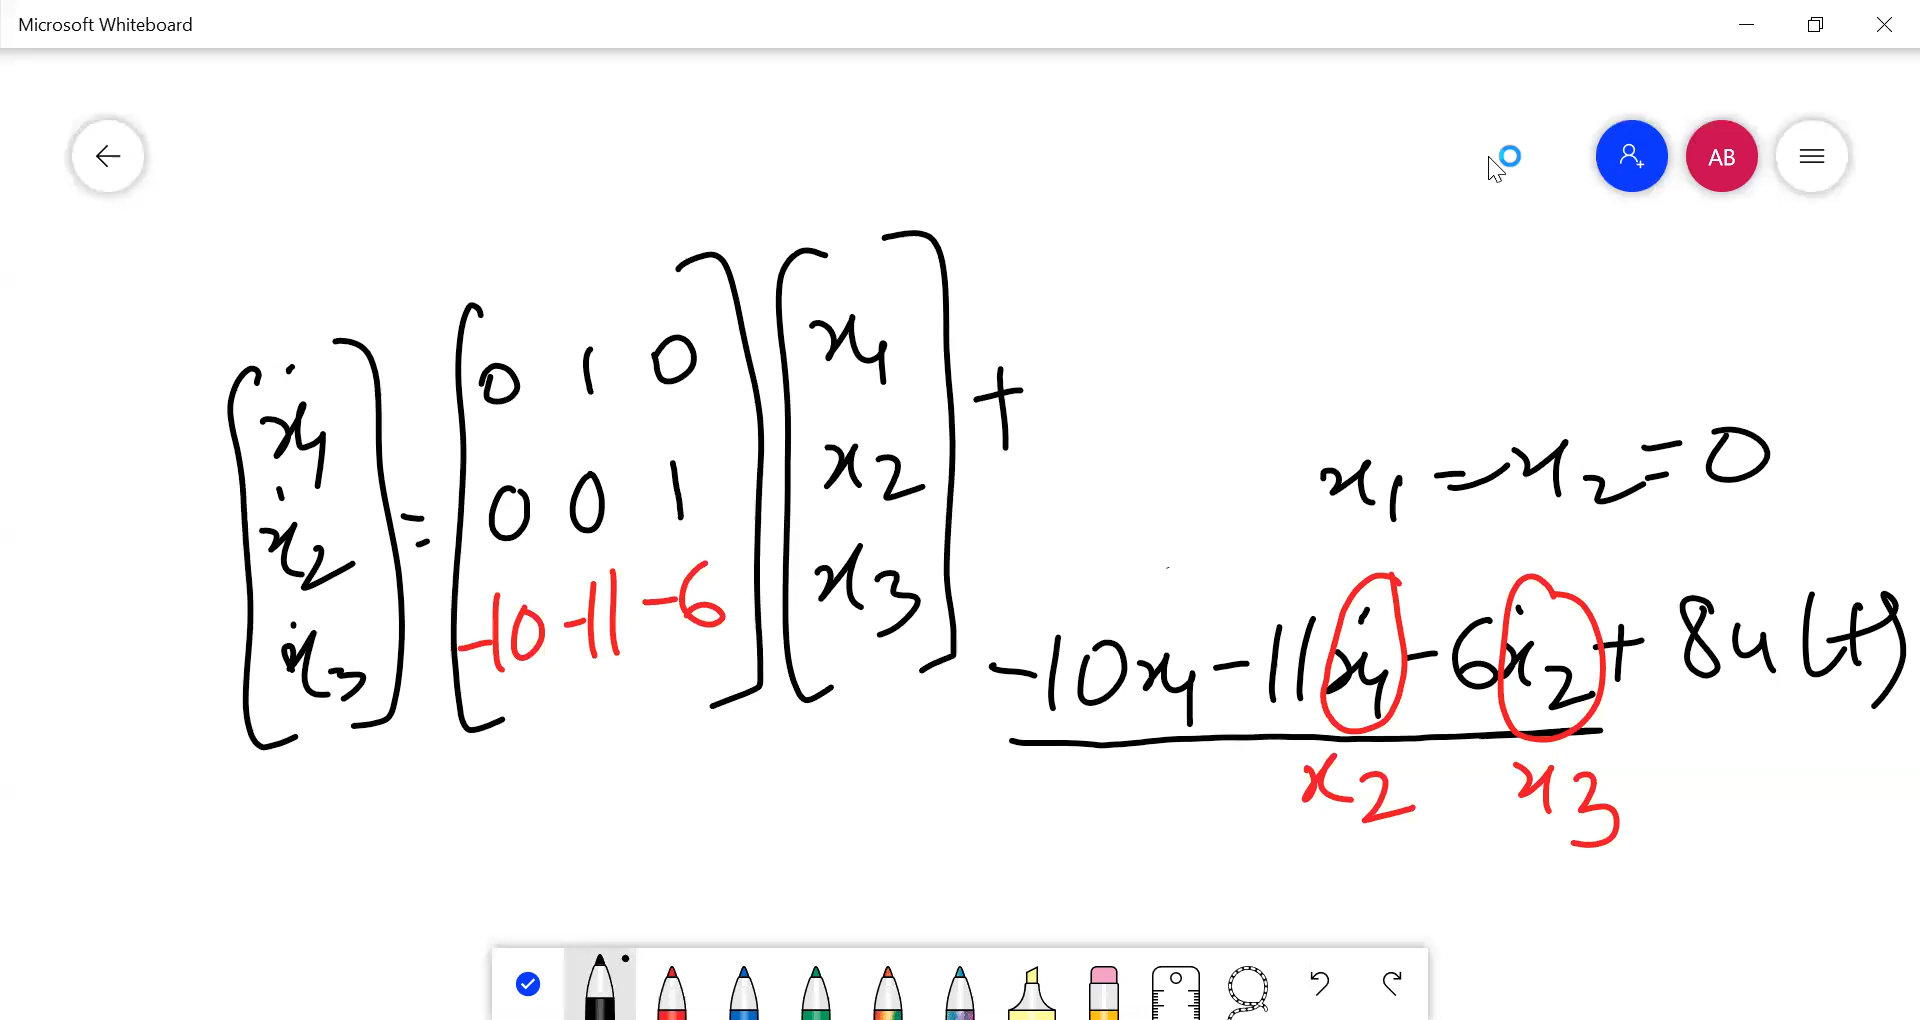 Microsoft Whiteboard
AB
[ẋ1 ẋ2 ẋ3] = [0 1 0
0 0 1
-10 -11 -6] [x1 x2 x3] +
x1 = x2 = 0
-10x1 - 11ẋ1 - 6ẋ2 + 8u(t)
x2 x3